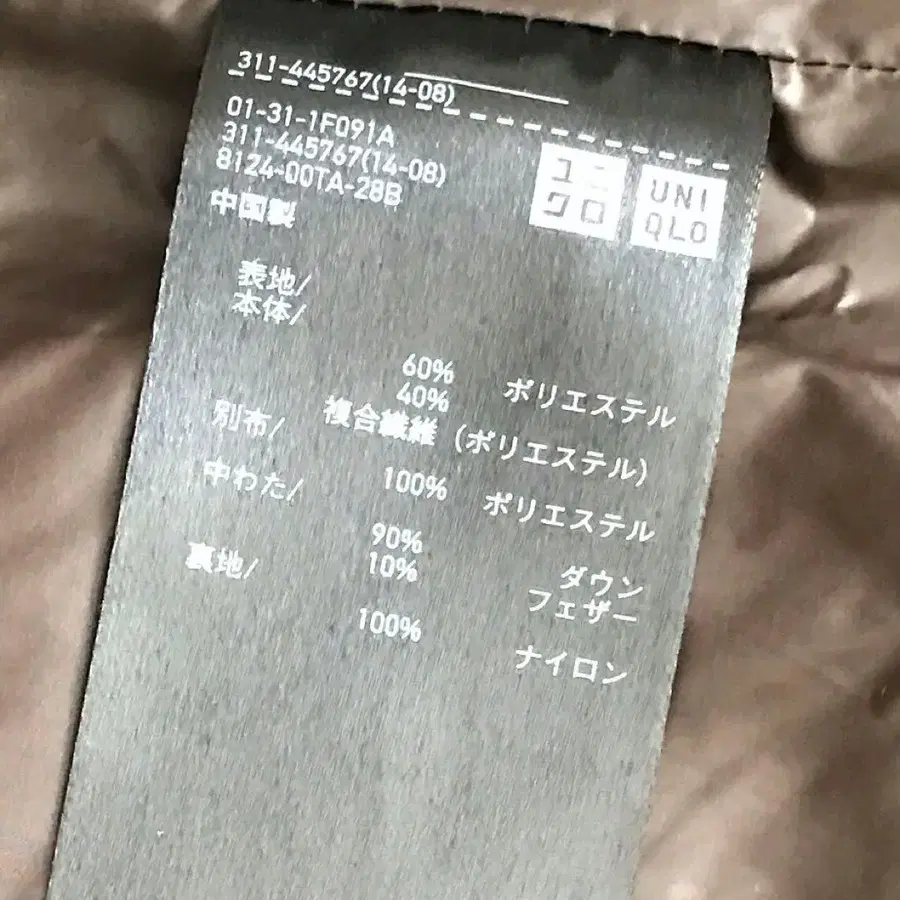 311-445767(14-08)
01-31-1F091A
311-445767(14-08)
8124-00TA-28B
中国製
ユニ
クロ
UNI
QLO
表地/
本体/
60% ポリエステル
40%
複合繊維 (ポリエステル)
別布/
100% ポリエステル
中わた/
90% ダウン
10% フェザー
裏地/
100% ナイロン